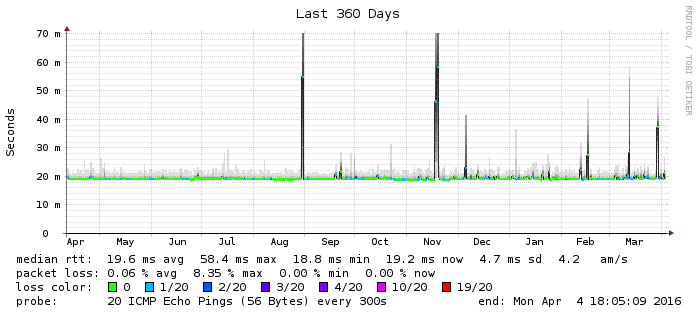 Last 360 Days
RRDTOOL / TOBI OETIKER
Seconds
70 m
60 m
50 m
40 m
30 m
20 m
10 m
0
Apr May Jun Jul Aug Sep Oct Nov Dec Jan Feb Mar
median rtt: 19.6 ms avg 58.4 ms max 18.8 ms min 19.2 ms now 4.7 ms sd 4.2 am/s
packet loss: 0.06 % avg 8.35 % max 0.00 % min 0.00 % now
loss color: 0 1/20 2/20 3/20 4/20 10/20 19/20
probe: 20 ICMP Echo Pings (56 Bytes) every 300s end: Mon Apr 4 18:05:09 2016